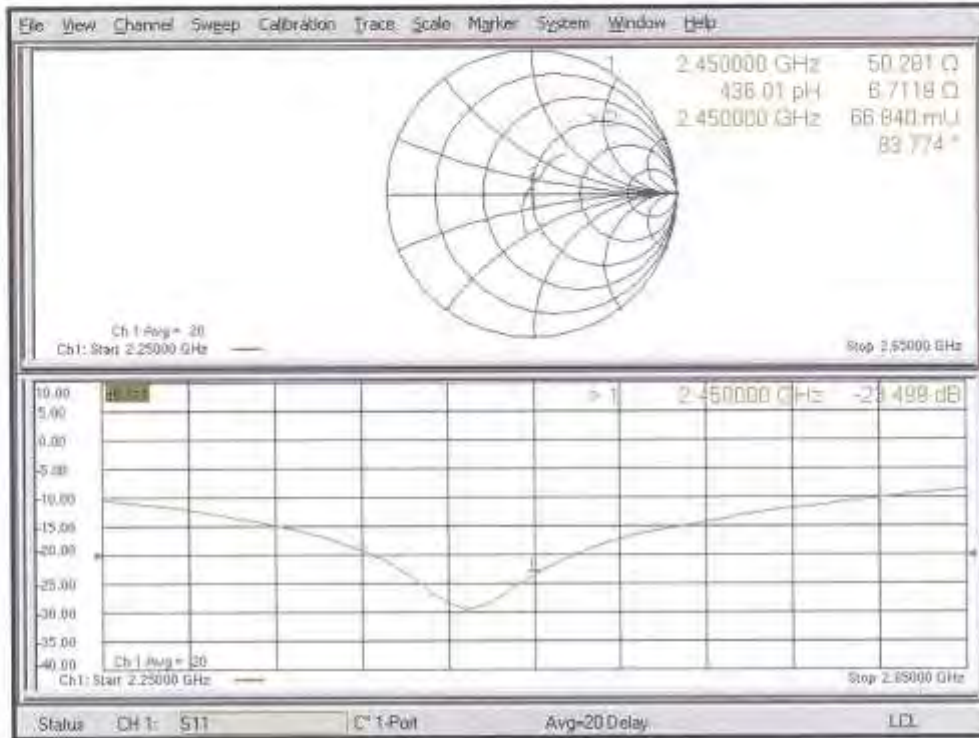 File View Channel Sweep Calibration Trace Scale Marker System Window Help
1 2.450000 GHz 50.281 Ω
436.01 pH 6.7118 Ω
2.450000 GHz 66.840 mU
83.774 °
Ch 1 Avg = 20
Ch1: Start 2.25000 GHz
Stop 2.65000 GHz
10.00
> 1 2.450000 GHz -23.499 dB
5.00
0.00
-5.00
-10.00
-15.00
-20.00
-25.00
-30.00
-35.00
-40.00
Ch 1 Avg = 20
Ch1: Start 2.25000 GHz
Stop 2.65000 GHz
Status CH 1: S11 C* 1-Port Avg=20 Delay LCL